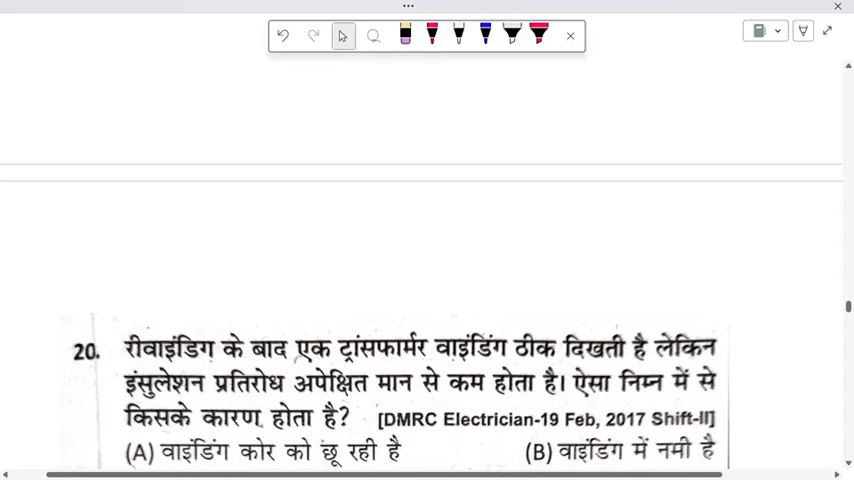 20. रीवाइंडिग के बाद एक ट्रांसफार्मर वाइंडिंग ठीक दिखती है लेकिन
इंसुलेशन प्रतिरोध अपेक्षित मान से कम होता है। ऐसा निम्न में से
किसके कारण होता है? [DMRC Electrician-19 Feb, 2017 Shift-II]
(A) वाइंडिंग कोर को छू रही है (B) वाइंडिंग में नमी है